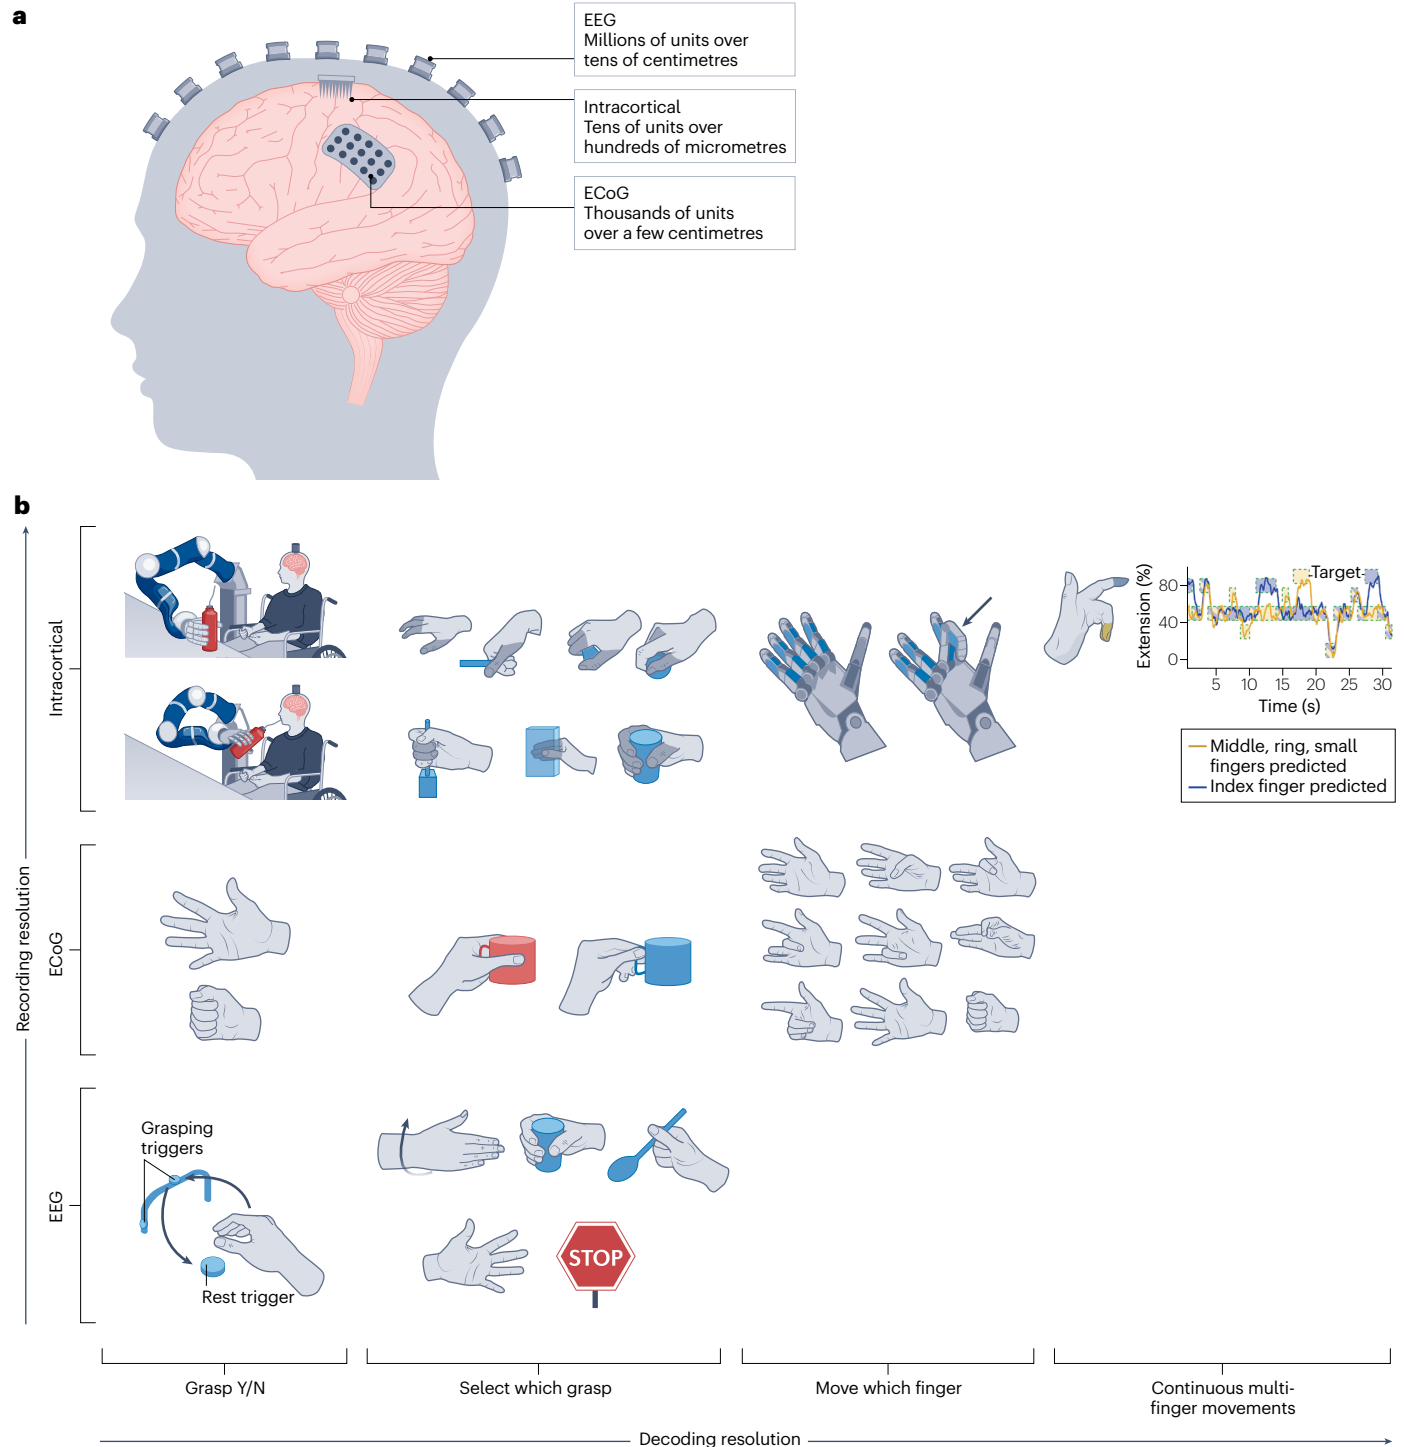 a
EEG
Millions of units over
tens of centimetres
Intracortical
Tens of units over
hundreds of micrometres
ECoG
Thousands of units
over a few centimetres
b
Recording resolution
Intracortical
Extension (%)
80
40
0
Target
5 10 15 20 25 30
Time (s)
Middle, ring, small
fingers predicted
Index finger predicted
ECoG
EEG
Grasping
triggers
Rest trigger
STOP
Grasp Y/N
Select which grasp
Move which finger
Continuous multi-
finger movements
Decoding resolution